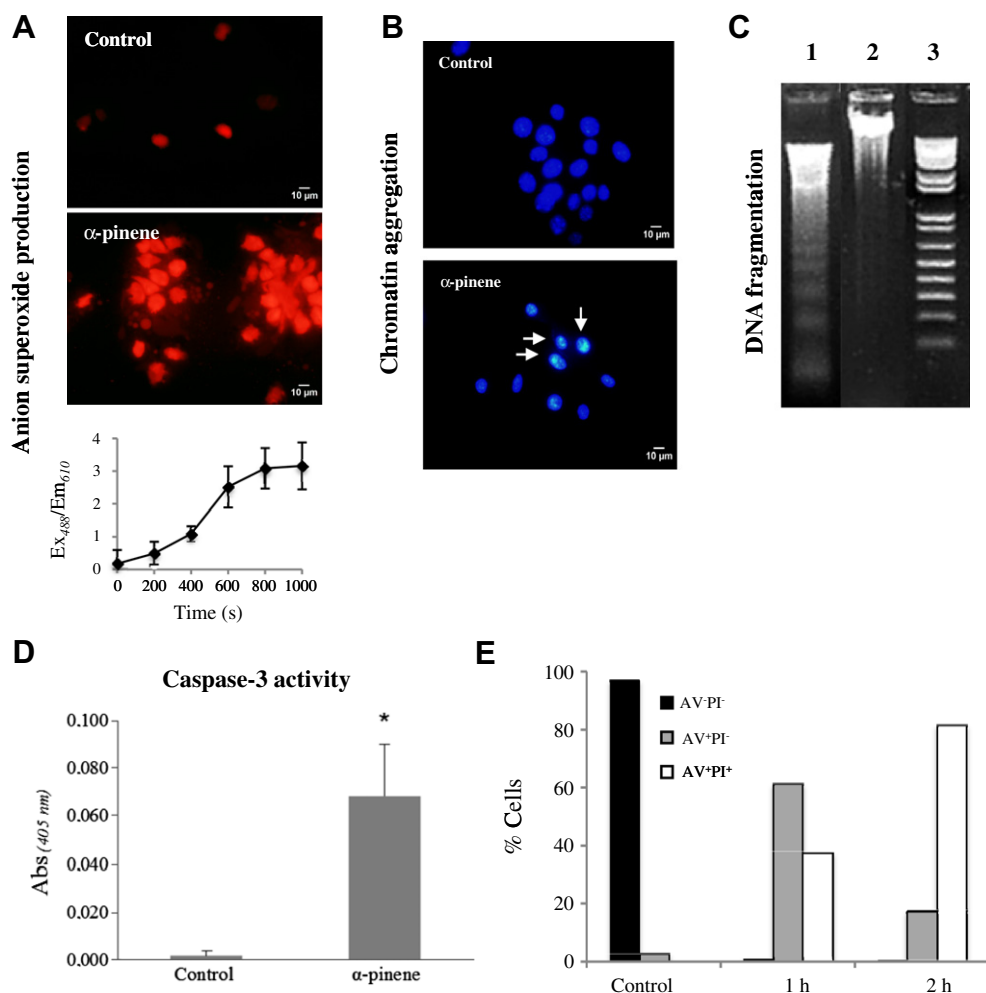 A
Control
10 µm
α-pinene
10 µm
Anion superoxide production
4
3
2
1
0
Ex488/Em610
0 200 400 600 800 1000
Time (s)
B
Control
10 µm
α-pinene
10 µm
Chromatin aggregation
C
1 2 3
DNA fragmentation
D
Caspase-3 activity
0.100
0.080
0.060
0.040
0.020
0.000
Abs (405 nm)
*
Control α-pinene
E
100
80
60
40
20
0
% Cells
AV-PI-
AV+PI-
AV+PI+
Control 1 h 2 h